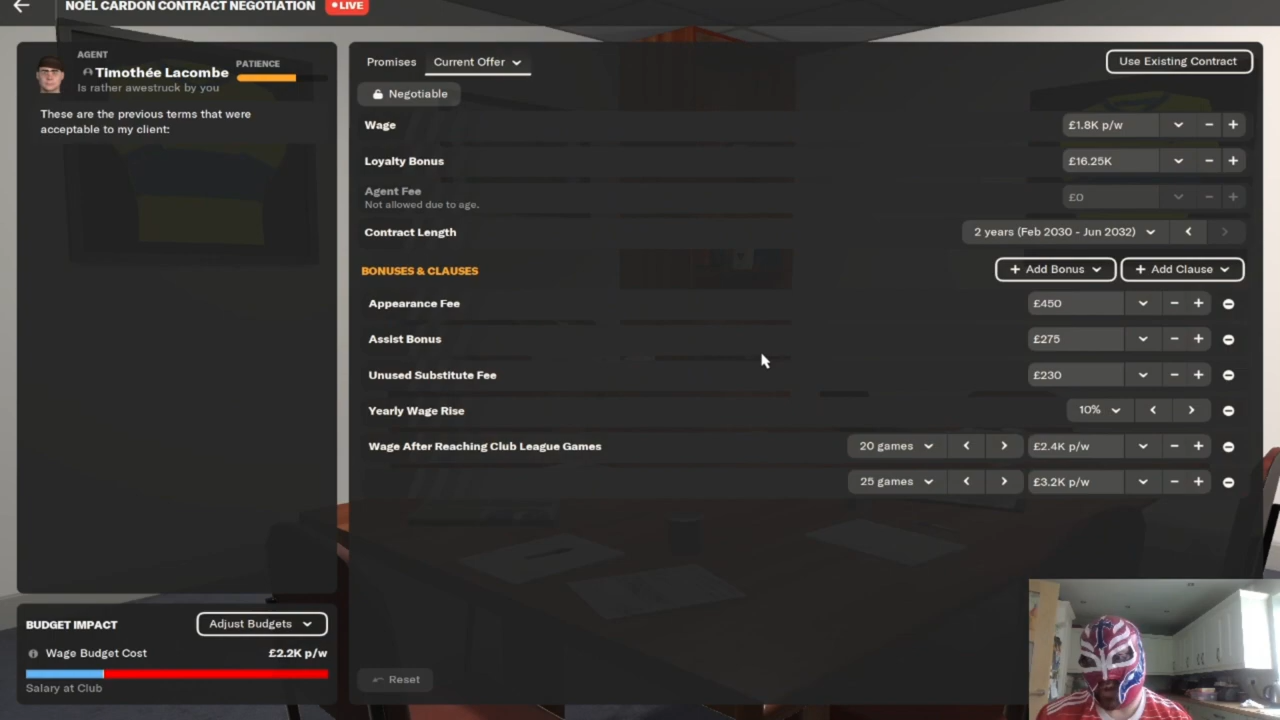 NOËL CARDON CONTRACT NEGOTIATION
LIVE
AGENT
Timothée Lacombe
Is rather awestruck by you
PATIENCE
These are the previous terms that were
acceptable to my client:
Promises
Current Offer
Use Existing Contract
Negotiable
Wage
£1.8K p/w
Loyalty Bonus
£16.25K
Agent Fee
Not allowed due to age.
£0
Contract Length
2 years (Feb 2030 - Jun 2032)
BONUSES & CLAUSES
+ Add Bonus
+ Add Clause
Appearance Fee
£450
Assist Bonus
£275
Unused Substitute Fee
£230
Yearly Wage Rise
10%
Wage After Reaching Club League Games
20 games
£2.4K p/w
25 games
£3.2K p/w
BUDGET IMPACT
Adjust Budgets
Wage Budget Cost
£2.2K p/w
Salary at Club
Reset